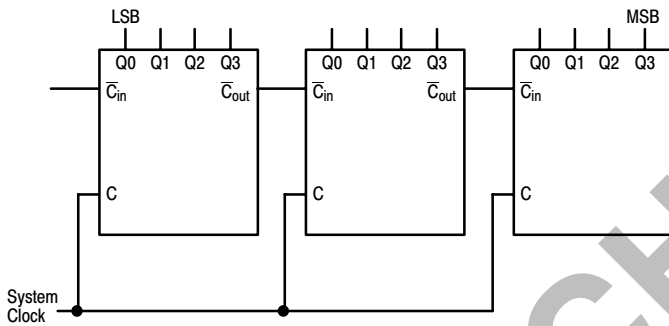 LSB MSB
Q0 Q1 Q2 Q3 Q0 Q1 Q2 Q3 Q0 Q1 Q2 Q3
C̅in C̅out C̅in C̅out C̅in
C C C
System
Clock
CH